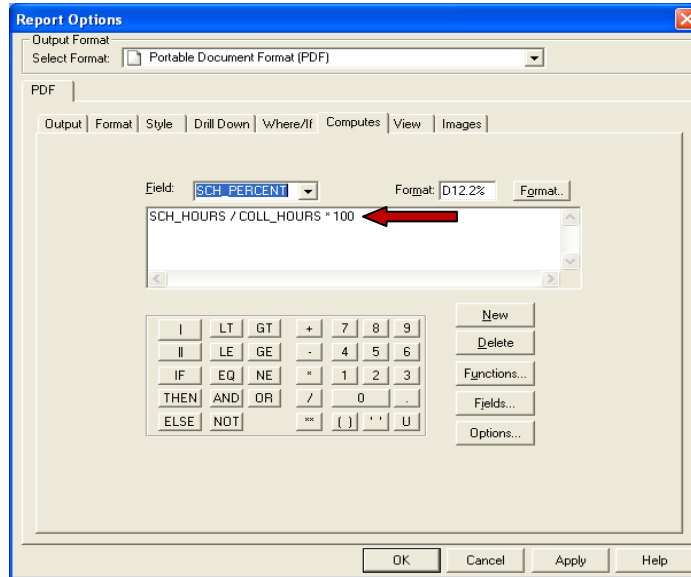 Report Options
Output Format
Select Format: Portable Document Format (PDF)
PDF
Output Format Style Drill Down Where/If Computes View Images
Field: SCH_PERCENT Format: D12.2% Format..
SCH_HOURS / COLL_HOURS * 100
| LT GT + 7 8 9 New
|| LE GE - 4 5 6 Delete
IF EQ NE * 1 2 3 Functions...
THEN AND OR / 0 . Fields...
ELSE NOT ** ( ) ' ' U Options...
OK Cancel Apply Help